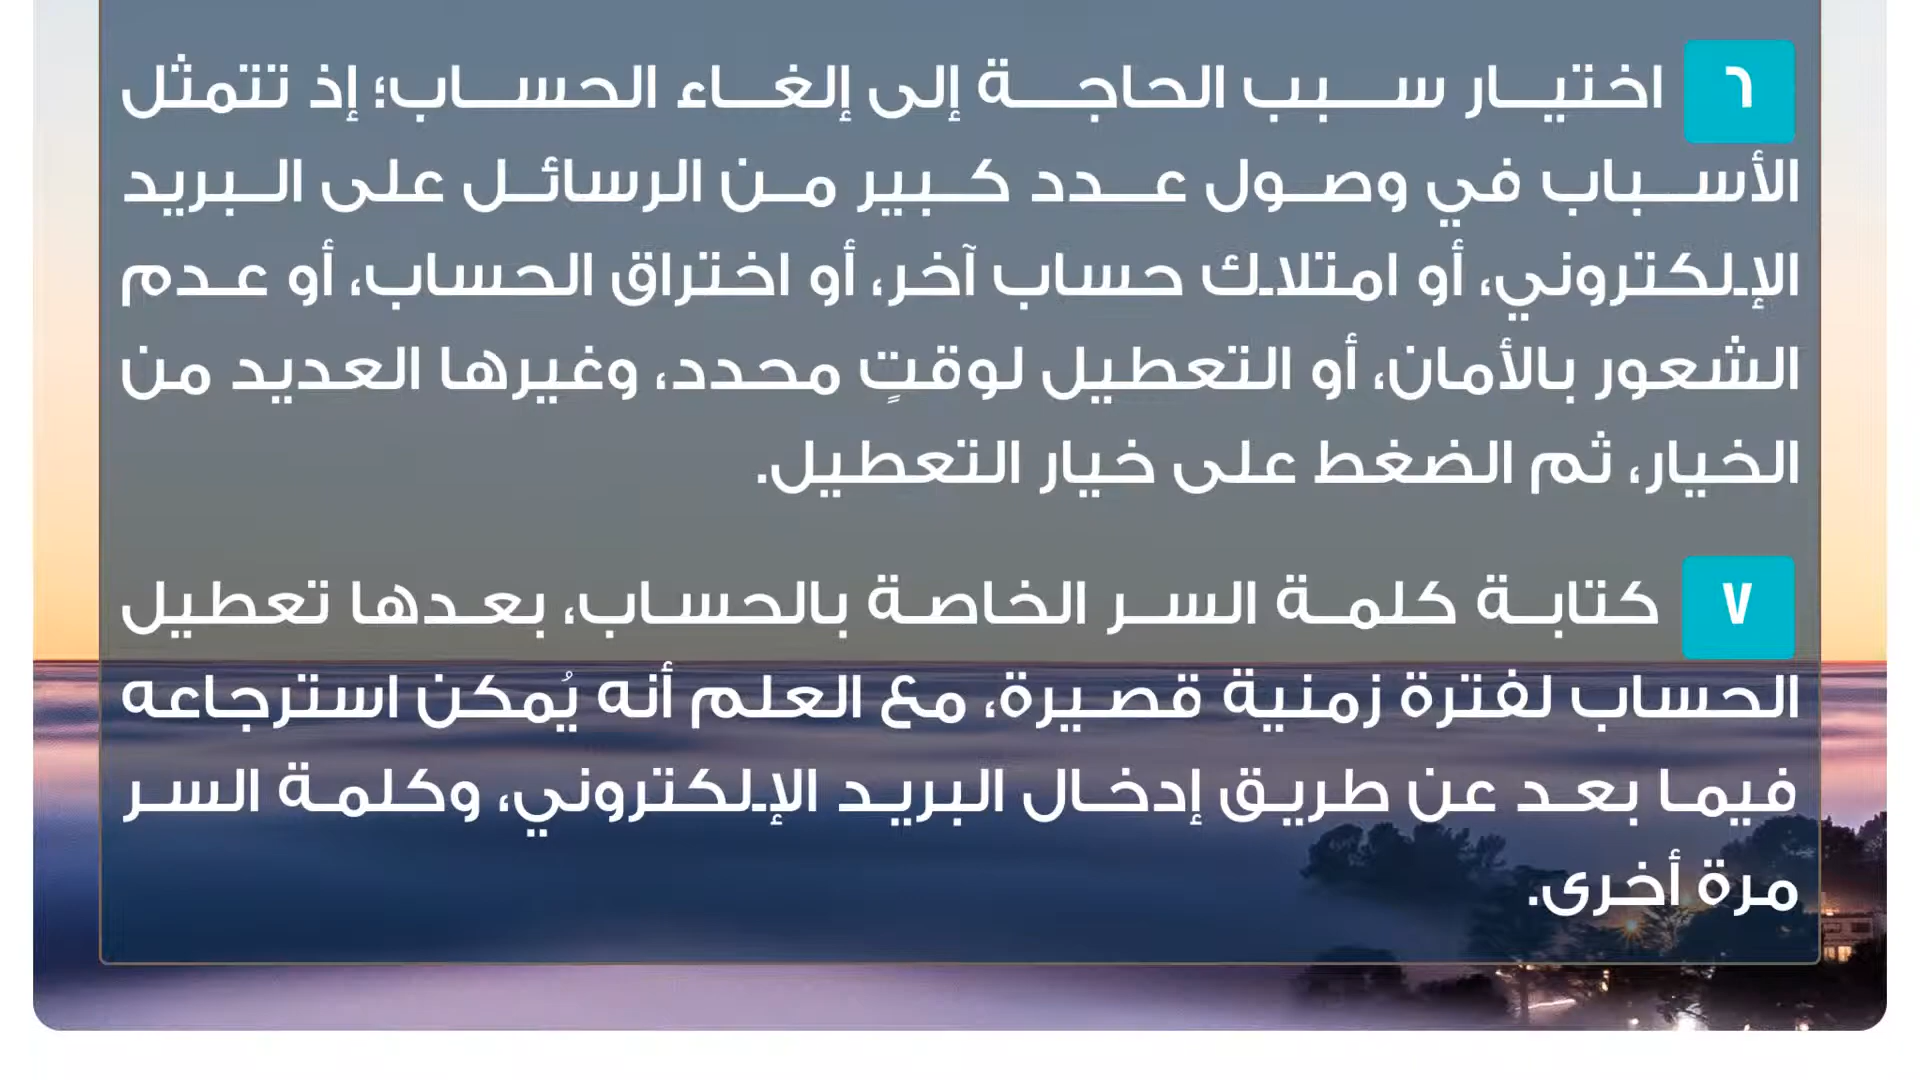 ٦ اختيار سبب الحاجة إلى إلغاء الحساب؛ إذ تتمثل
الأسباب في وصول عدد كبير من الرسائل على البريد
الإلكتروني، أو امتلاك حساب آخر، أو اختراق الحساب، أو عدم
الشعور بالأمان، أو التعطيل لوقتٍ محدد، وغيرها العديد من
الخيار، ثم الضغط على خيار التعطيل.
٧ كتابة كلمة السر الخاصة بالحساب، بعدها تعطيل
الحساب لفترة زمنية قصيرة، مع العلم أنه يُمكن استرجاعه
فيما بعد عن طريق إدخال البريد الإلكتروني، وكلمة السر
مرة أخرى.